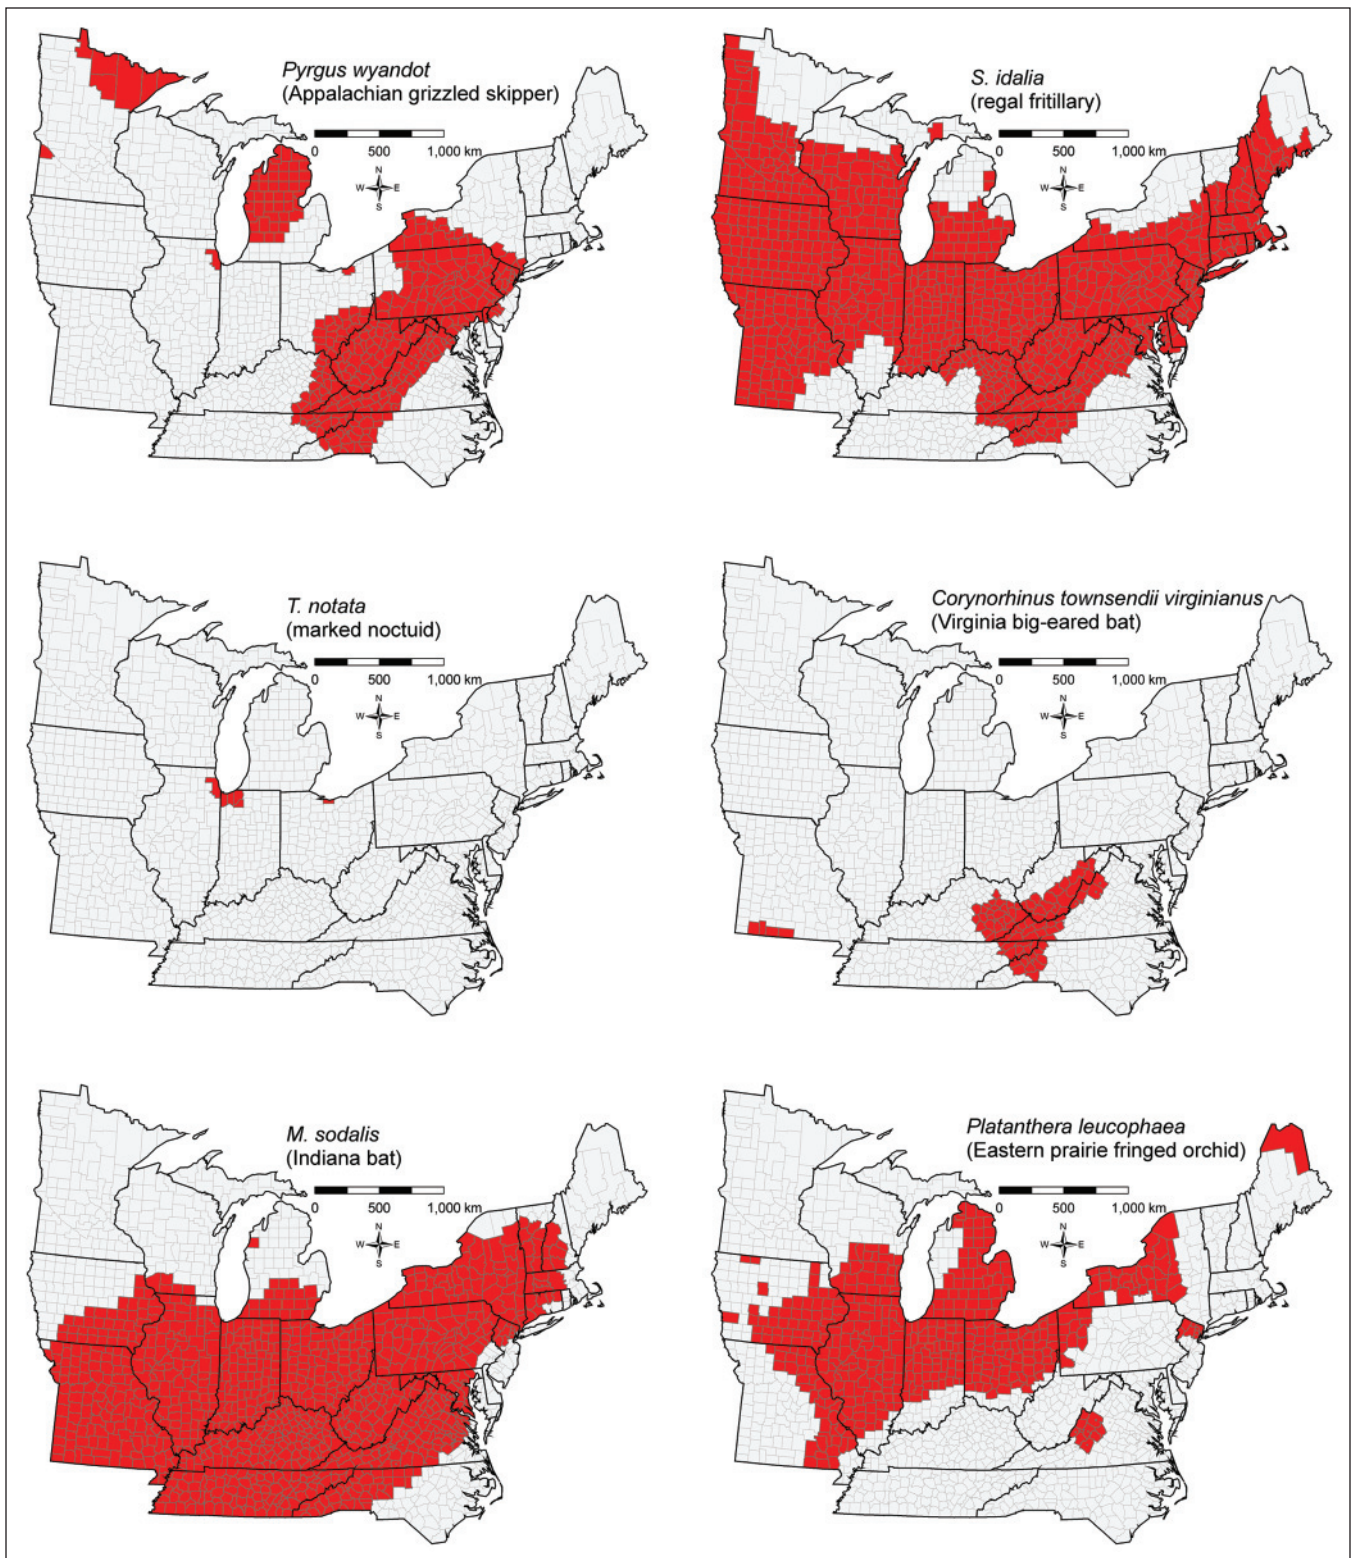 Pyrgus wyandot
(Appalachian grizzled skipper)
0 500 1,000 km
N
W E
S
S. idalia
(regal fritillary)
0 500 1,000 km
N
W E
S
T. notata
(marked noctuid)
0 500 1,000 km
N
W E
S
Corynorhinus townsendii virginianus
(Virginia big-eared bat)
0 500 1,000 km
N
W E
S
M. sodalis
(Indiana bat)
0 500 1,000 km
N
W E
S
Platanthera leucophaea
(Eastern prairie fringed orchid)
0 500 1,000 km
N
W E
S